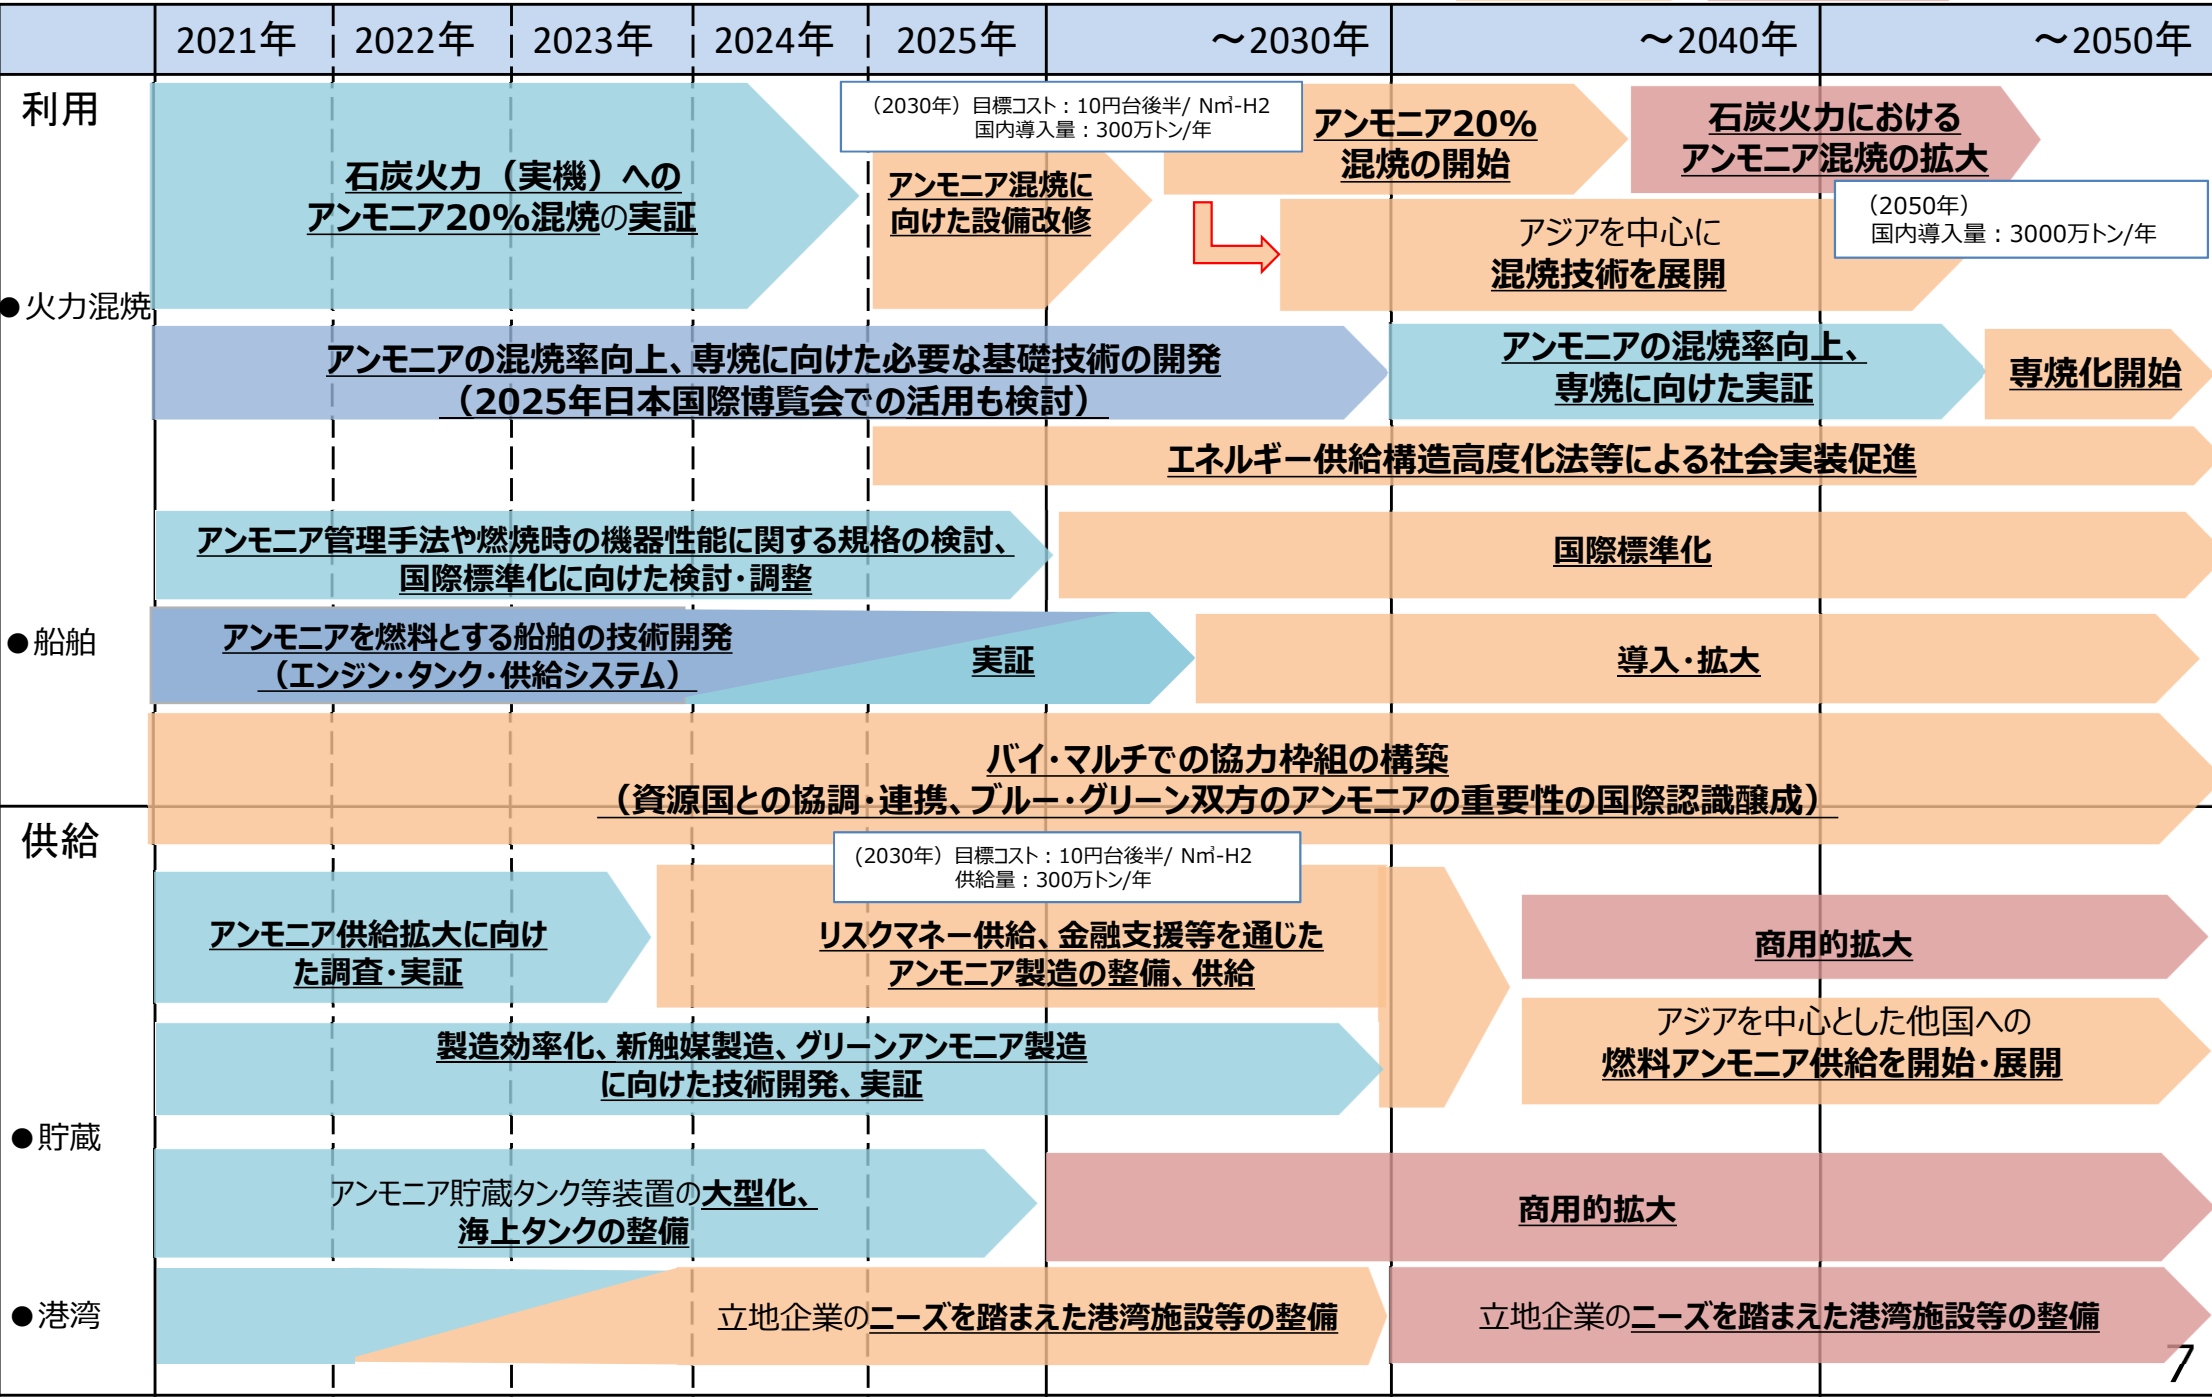 2021年 2022年 2023年 2024年 2025年 ～2030年 ～2040年 ～2050年
利用
●火力混焼
石炭火力（実機）への
アンモニア20%混焼の実証
（2030年）目標コスト：10円台後半/ Nm³-H2
国内導入量：300万トン/年
アンモニア混焼に
向けた設備改修
アンモニア20%
混焼の開始
石炭火力における
アンモニア混焼の拡大
アジアを中心に
混焼技術を展開
（2050年）
国内導入量：3000万トン/年
アンモニアの混焼率向上、専焼に向けた必要な基礎技術の開発
（2025年日本国際博覧会での活用も検討）
アンモニアの混焼率向上、
専焼に向けた実証
専焼化開始
エネルギー供給構造高度化法等による社会実装促進
アンモニア管理手法や燃焼時の機器性能に関する規格の検討、
国際標準化に向けた検討・調整
国際標準化
●船舶
アンモニアを燃料とする船舶の技術開発
（エンジン・タンク・供給システム）
実証
導入・拡大
バイ・マルチでの協力枠組の構築
（資源国との協調・連携、ブルー・グリーン双方のアンモニアの重要性の国際認識醸成）
供給
（2030年）目標コスト：10円台後半/ Nm³-H2
供給量：300万トン/年
アンモニア供給拡大に向け
た調査・実証
リスクマネー供給、金融支援等を通じた
アンモニア製造の整備、供給
商用的拡大
アジアを中心とした他国への
燃料アンモニア供給を開始・展開
製造効率化、新触媒製造、グリーンアンモニア製造
に向けた技術開発、実証
●貯蔵
アンモニア貯蔵タンク等装置の大型化、
海上タンクの整備
商用的拡大
●港湾
立地企業のニーズを踏まえた港湾施設等の整備
立地企業のニーズを踏まえた港湾施設等の整備
7